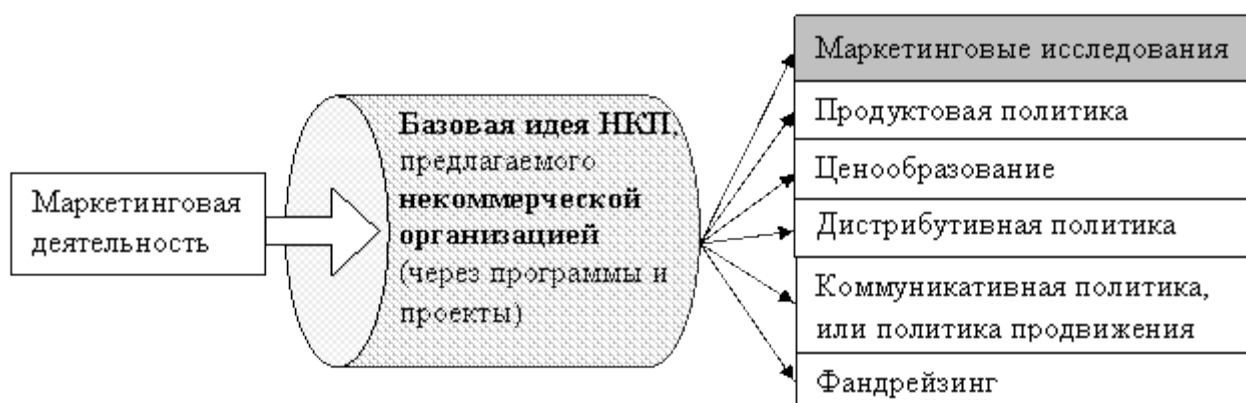 Маркетинговая
деятельность
Базовая идея НКП,
предлагаемого
некоммерческой
организацией
(через программы и
проекты)
Маркетинговые исследования
Продуктовая политика
Ценообразование
Дистрибутивная политика
Коммуникативная политика,
или политика продвижения
Фандрейзинг